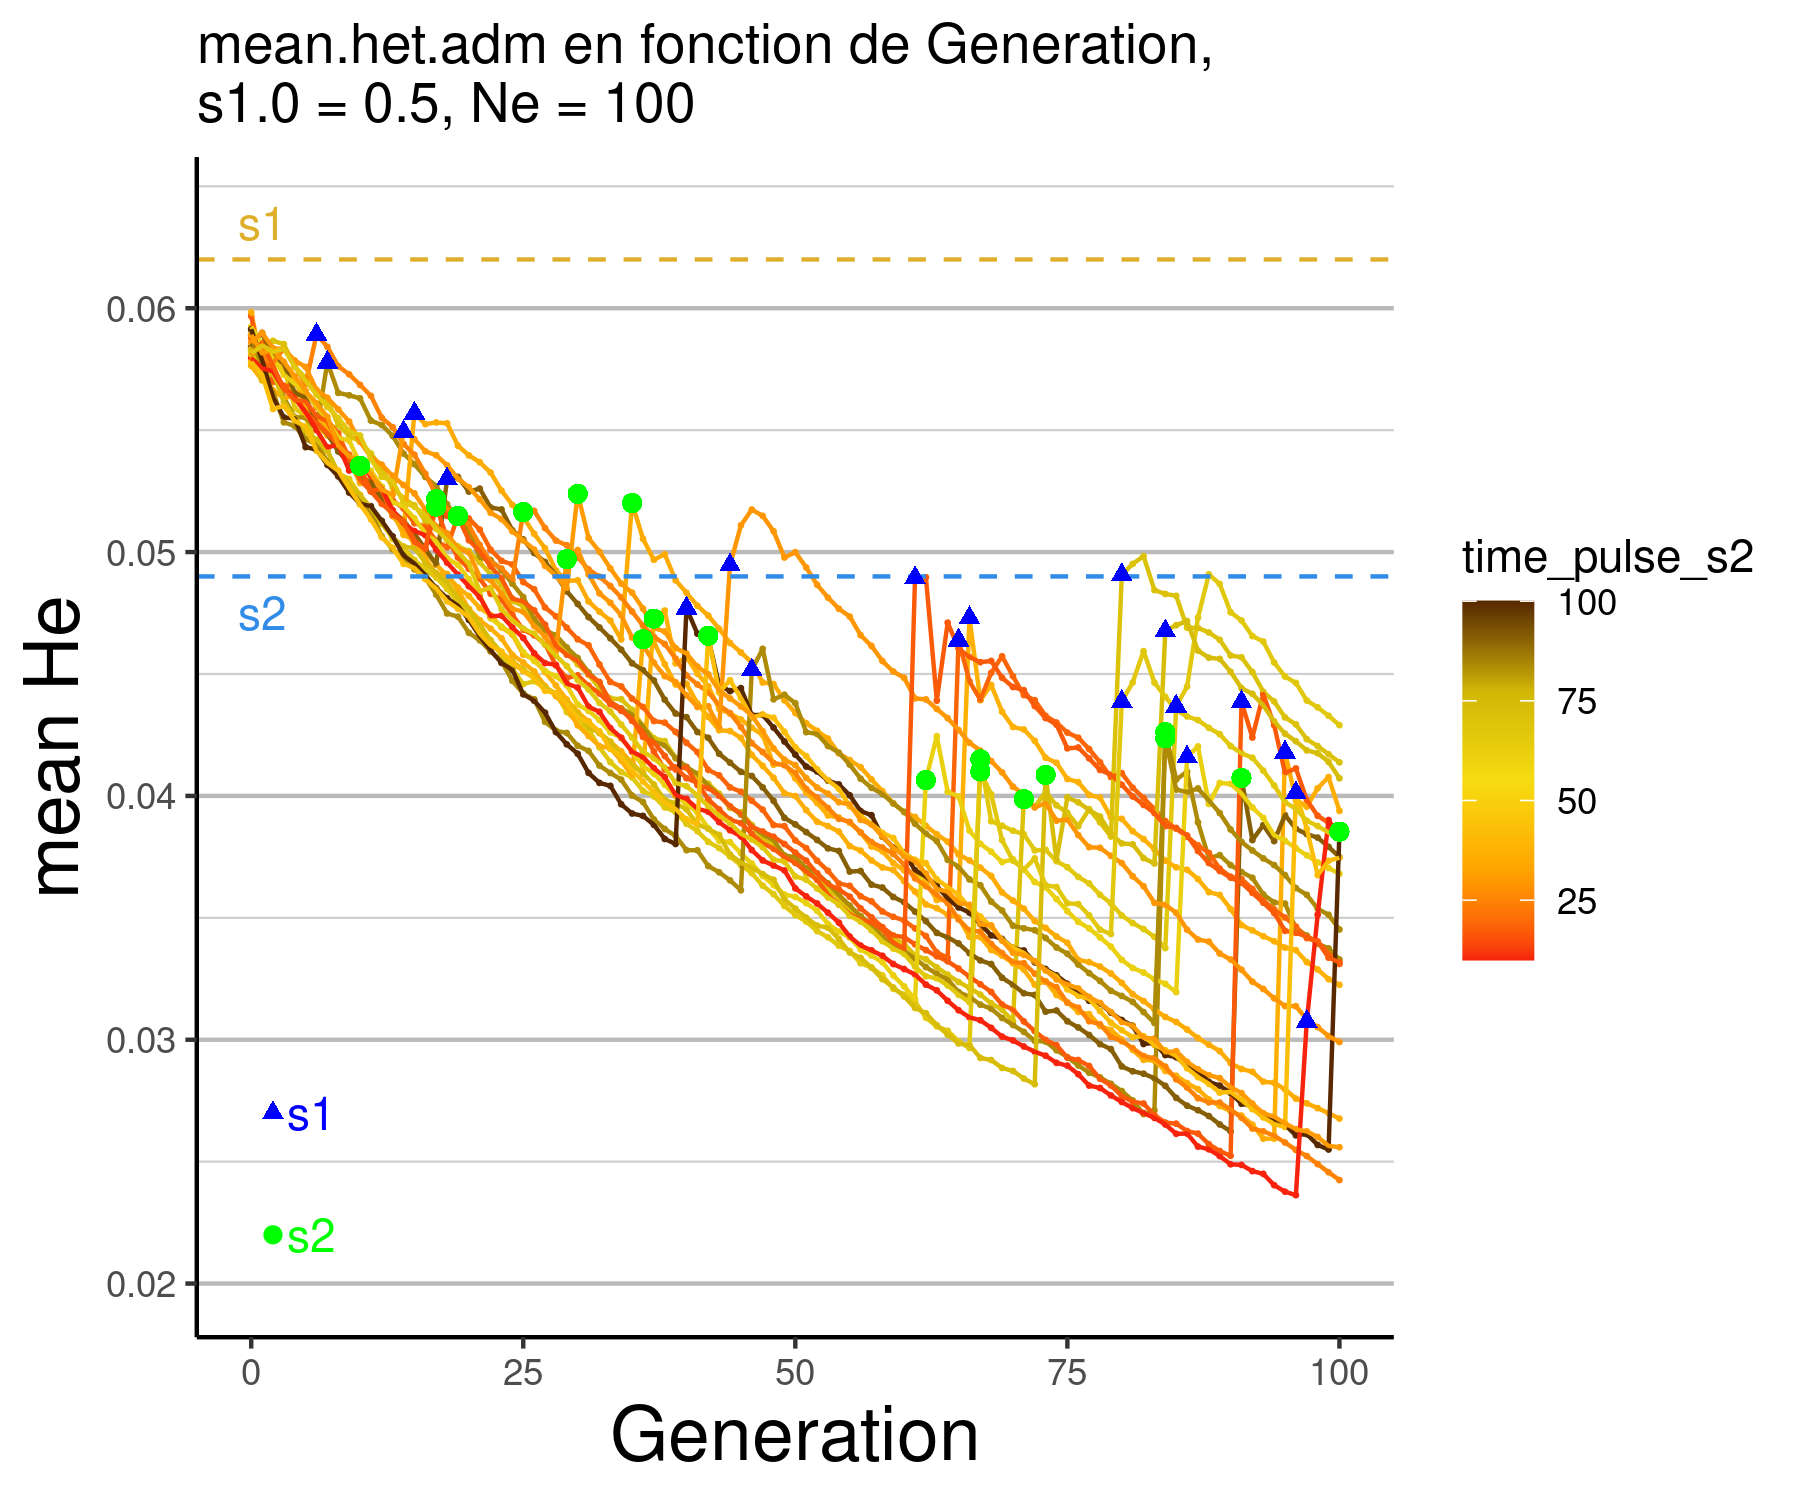 mean.het.adm en fonction de Generation,
s1.0 = 0.5, Ne = 100
s1
0.06
0.05
s2
0.04
0.03
s1
s2
0.02
mean He
0
25
50
75
100
Generation
time_pulse_s2
100
75
50
25